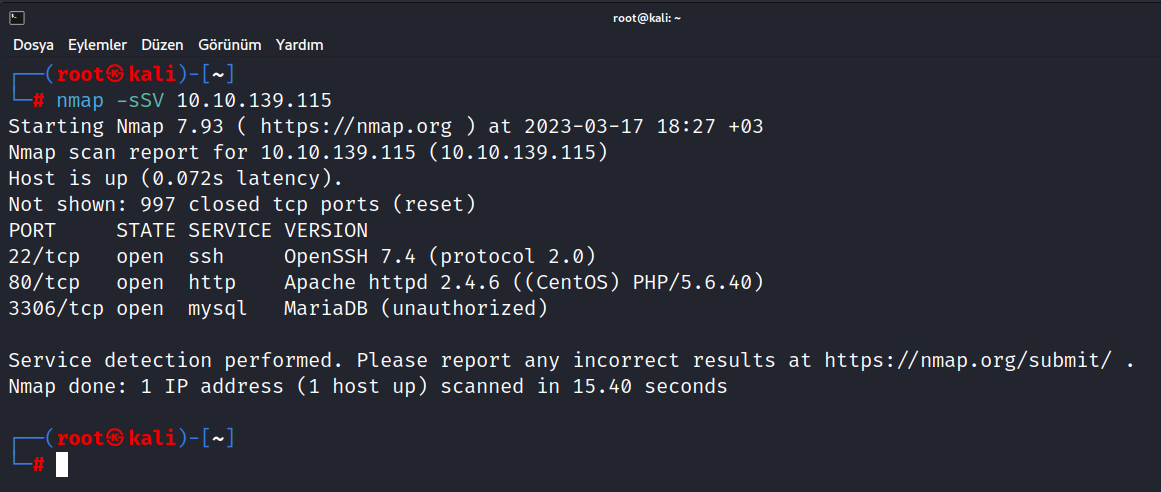 root@kali: ~
Dosya Eylemler Düzen Görünüm Yardım
┌──(root㉿kali)-[~]
└─# nmap -sSV 10.10.139.115
Starting Nmap 7.93 ( https://nmap.org ) at 2023-03-17 18:27 +03
Nmap scan report for 10.10.139.115 (10.10.139.115)
Host is up (0.072s latency).
Not shown: 997 closed tcp ports (reset)
PORT     STATE SERVICE VERSION
22/tcp   open  ssh     OpenSSH 7.4 (protocol 2.0)
80/tcp   open  http    Apache httpd 2.4.6 ((CentOS) PHP/5.6.40)
3306/tcp open  mysql   MariaDB (unauthorized)
Service detection performed. Please report any incorrect results at https://nmap.org/submit/ .
Nmap done: 1 IP address (1 host up) scanned in 15.40 seconds
┌──(root㉿kali)-[~]
└─#